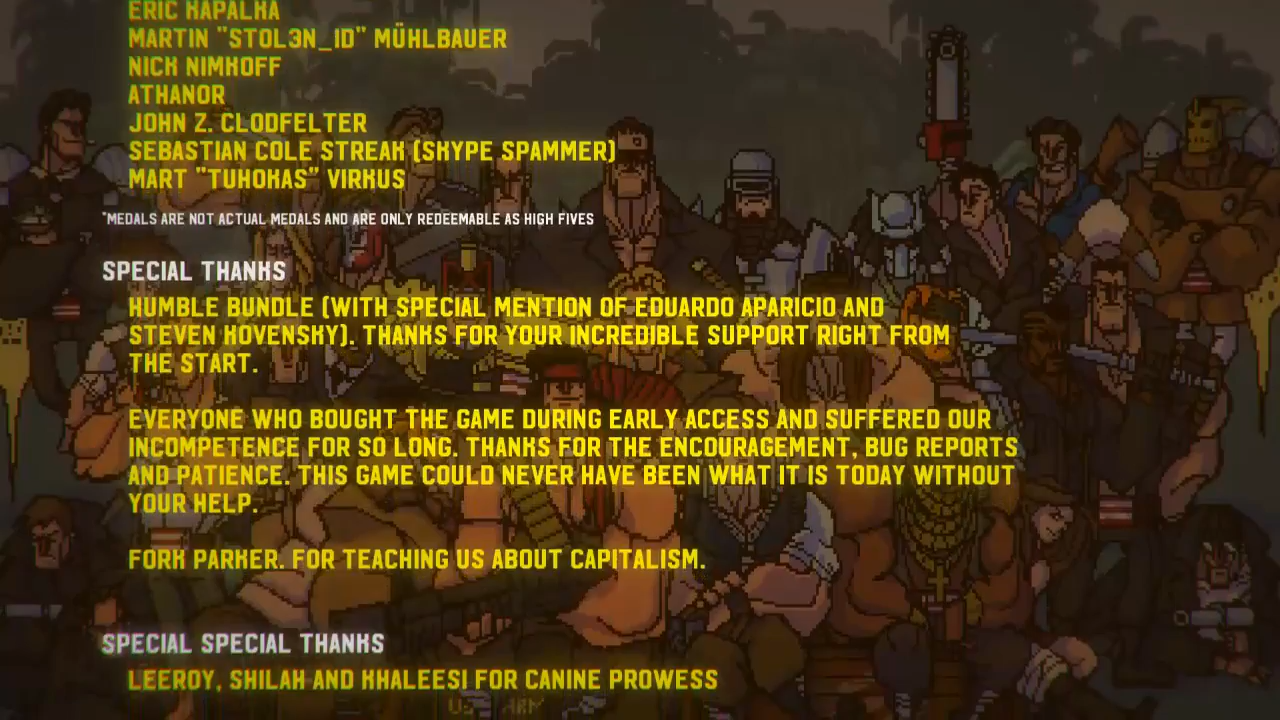 ERIC KAPALKA
MARTIN "STOL3N_ID" MÜHLBAUER
NICK NIMKOFF
ATHANOR
JOHN Z. CLODFELTER
SEBASTIAN COLE STREAK (SKYPE SPAMMER)
MART "TUHOKAS" VIRKUS
*MEDALS ARE NOT ACTUAL MEDALS AND ARE ONLY REDEEMABLE AS HIGH FIVES
SPECIAL THANKS
HUMBLE BUNDLE (WITH SPECIAL MENTION OF EDUARDO APARICIO AND
STEVEN KOVENSKY). THANKS FOR YOUR INCREDIBLE SUPPORT RIGHT FROM
THE START.
EVERYONE WHO BOUGHT THE GAME DURING EARLY ACCESS AND SUFFERED OUR
INCOMPETENCE FOR SO LONG. THANKS FOR THE ENCOURAGEMENT, BUG REPORTS
AND PATIENCE. THIS GAME COULD NEVER HAVE BEEN WHAT IT IS TODAY WITHOUT
YOUR HELP.
FORK PARKER. FOR TEACHING US ABOUT CAPITALISM.
SPECIAL SPECIAL THANKS
LEEROY, SHILAH AND KHALEESI FOR CANINE PROWESS